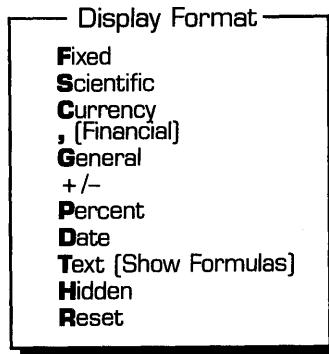 Display Format
Fixed
Scientific
Currency
, (Financial)
General
+/–
Percent
Date
Text (Show Formulas)
Hidden
Reset